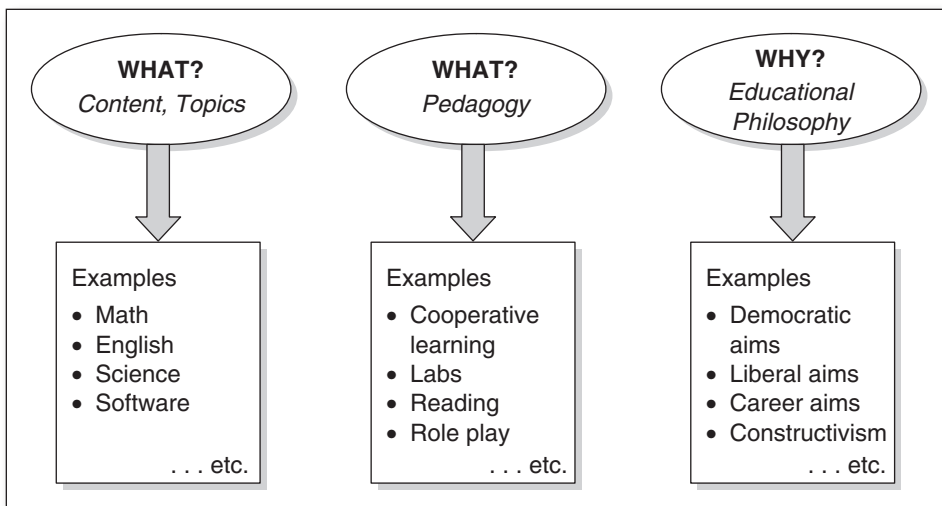 WHAT?
Content, Topics
Examples
• Math
• English
• Science
• Software
. . . etc.
WHAT?
Pedagogy
Examples
• Cooperative
learning
• Labs
• Reading
• Role play
. . . etc.
WHY?
Educational
Philosophy
Examples
• Democratic
aims
• Liberal aims
• Career aims
• Constructivism
. . . etc.